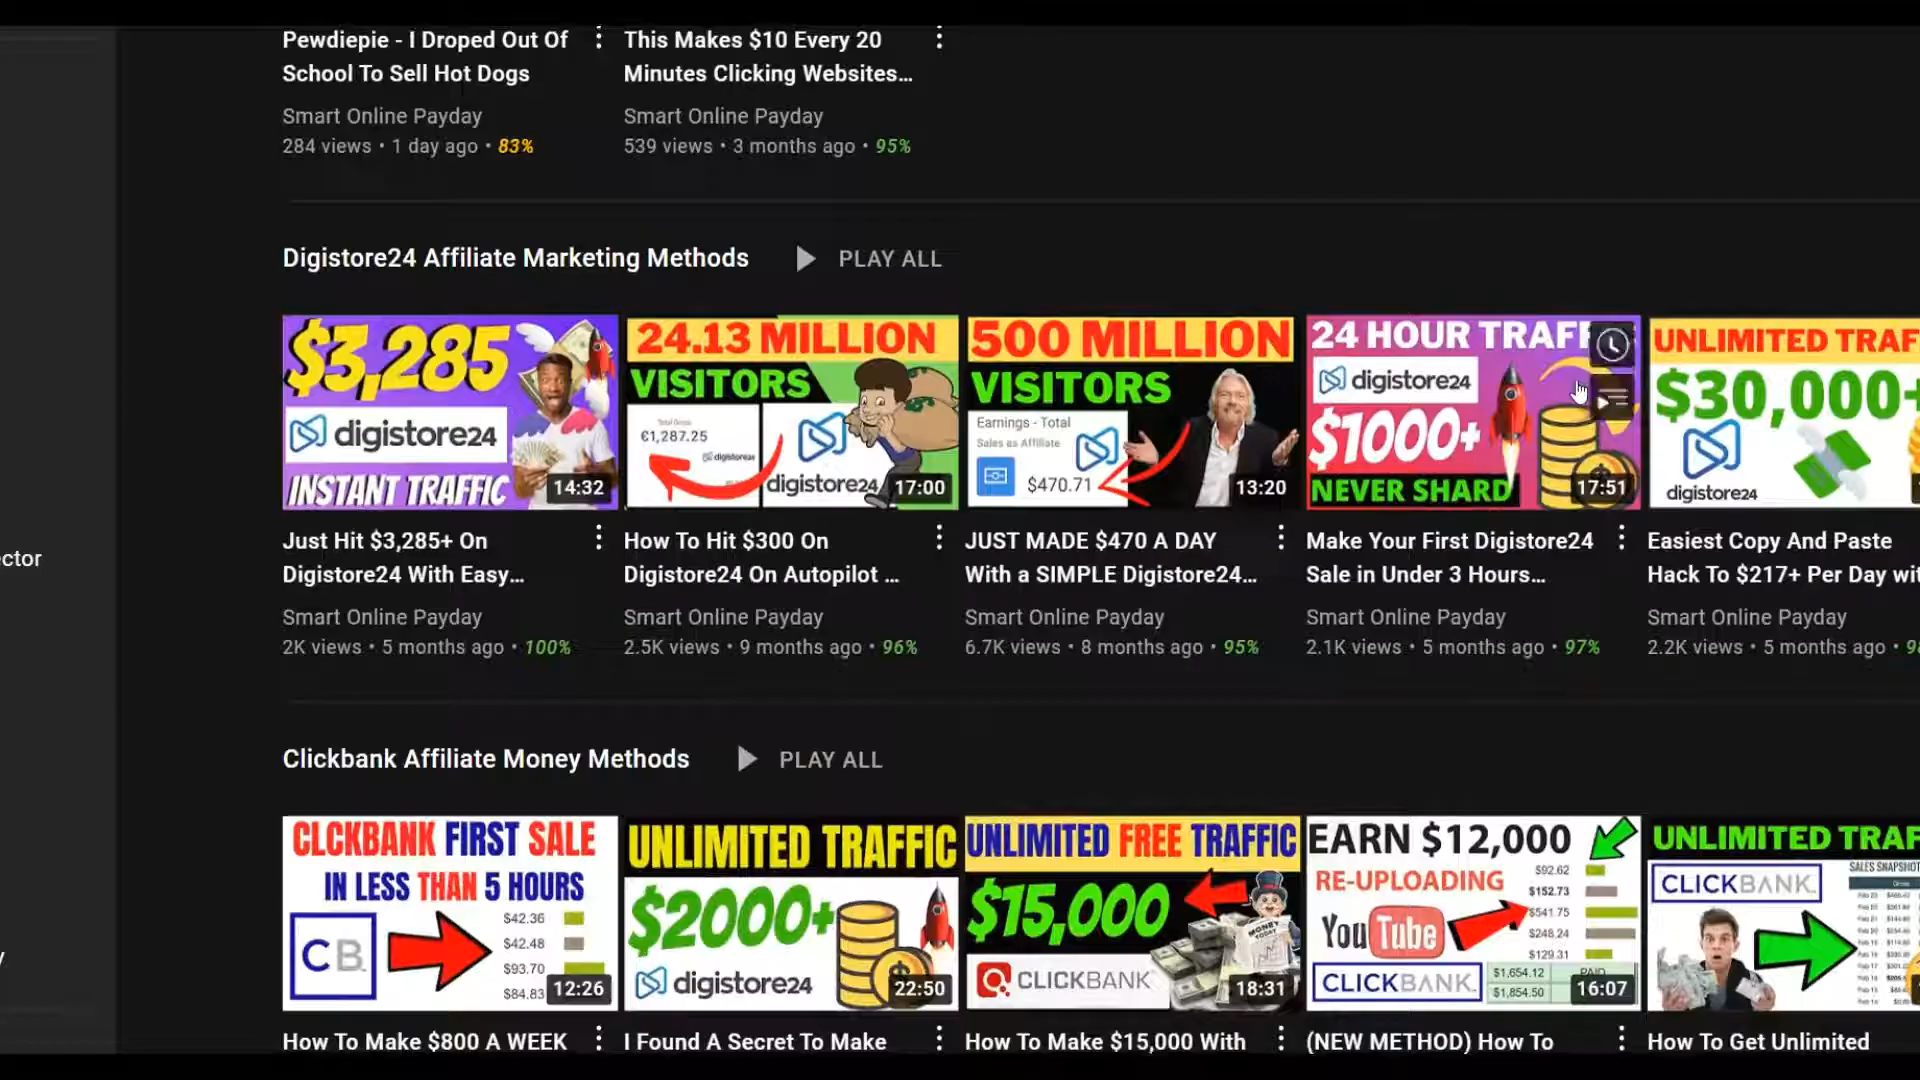 Pewdiepie - I Droped Out Of
School To Sell Hot Dogs
Smart Online Payday
284 views • 1 day ago • 83%
This Makes $10 Every 20
Minutes Clicking Websites...
Smart Online Payday
539 views • 3 months ago • 95%
Digistore24 Affiliate Marketing Methods
PLAY ALL
$3,285
digistore24
INSTANT TRAFFIC
14:32
24.13 MILLION
VISITORS
€1,287.25
digistore24
17:00
500 MILLION
VISITORS
Earnings - Total
Sales as Affiliate
$470.71
13:20
24 HOUR TRAFF
digistore24
$1000+
NEVER SHARD
17:51
UNLIMITED TRAF
$30,000+
digistore24
ector
Just Hit $3,285+ On
Digistore24 With Easy...
Smart Online Payday
2K views • 5 months ago • 100%
How To Hit $300 On
Digistore24 On Autopilot ...
Smart Online Payday
2.5K views • 9 months ago • 96%
JUST MADE $470 A DAY
With a SIMPLE Digistore24...
Smart Online Payday
6.7K views • 8 months ago • 95%
Make Your First Digistore24
Sale in Under 3 Hours...
Smart Online Payday
2.1K views • 5 months ago • 97%
Easiest Copy And Paste
Hack To $217+ Per Day wit
Smart Online Payday
2.2K views • 5 months ago • 9
Clickbank Affiliate Money Methods
PLAY ALL
CLCKBANK FIRST SALE
IN LESS THAN 5 HOURS
CB
$42.36
$42.48
$93.70
$84.83
12:26
UNLIMITED TRAFFIC
$2000+
digistore24
22:50
UNLIMITED FREE TRAFFIC
$15,000
CLICKBANK
MONEY
18:31
EARN $12,000
RE-UPLOADING
YouTube
CLICKBANK
$92.62
$152.73
$541.75
$248.24
$129.31
$1,654.12
PAID
$1,854.50
16:07
UNLIMITED TRAF
CLICKBANK
SALES SNAPSHOT
How To Make $800 A WEEK
I Found A Secret To Make
How To Make $15,000 With
(NEW METHOD) How To
How To Get Unlimited